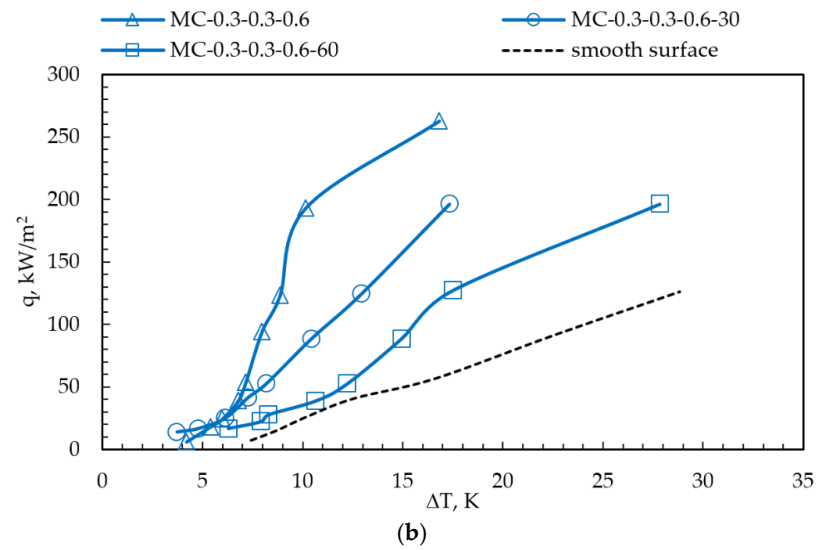 MC-0.3-0.3-0.6
MC-0.3-0.3-0.6-30
MC-0.3-0.3-0.6-60
smooth surface
300
250
200
150
100
50
0
q, kW/m²
0 5 10 15 20 25 30 35
ΔT, K
(b)